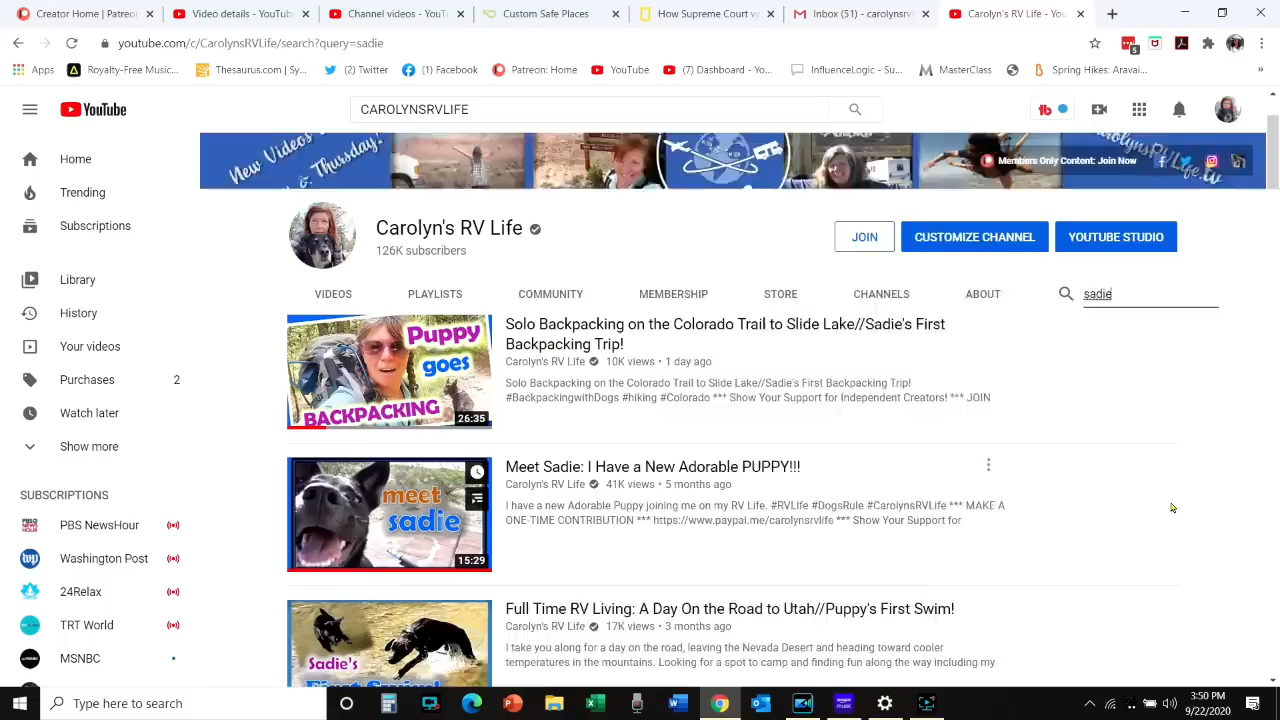 Creator Home | Patreon
Video details - YouTube
Channel videos - YouTube
Custom Safe Places
How Supreme Court v
Inbox (51) - carolynsrv
Carolyn's RV Life - You
youtube.com/c/CarolynsRVLife/search?query=sadie
5
Apps
Royalty-Free Music...
Thesaurus.com | Sy...
(2) Twitter
(1) Facebook
Patreon: Home
YouTube
(7) Dashboard - Yo...
InfluenceLogic - Su...
MasterClass
Spring Hikes: Aravai...
YouTube
CAROLYNSRVLIFE
New Videos
Thursday!
Members Only Content: Join Now
Home
Trending
Subscriptions
Library
History
Your videos
Purchases 2
Watch later
Show more
SUBSCRIPTIONS
PBS NewsHour
Washington Post
24Relax
TRT World
MSNBC
Carolyn's RV Life
126K subscribers
JOIN
CUSTOMIZE CHANNEL
YOUTUBE STUDIO
VIDEOS
PLAYLISTS
COMMUNITY
MEMBERSHIP
STORE
CHANNELS
ABOUT
sadie
Puppy
goes
BACKPACKING
26:35
Solo Backpacking on the Colorado Trail to Slide Lake//Sadie's First
Backpacking Trip!
Carolyn's RV Life 10K views • 1 day ago
Solo Backpacking on the Colorado Trail to Slide Lake//Sadie's First Backpacking Trip!
#BackpackingwithDogs #hiking #Colorado *** Show Your Support for Independent Creators! *** JOIN
meet
sadie
15:29
Meet Sadie: I Have a New Adorable PUPPY!!!
Carolyn's RV Life 41K views • 5 months ago
I have a new Adorable Puppy joining me on my RV Life. #RVLife #DogsRule #CarolynsRVLife *** MAKE A
ONE-TIME CONTRIBUTION *** https://www.paypal.me/carolynsrvlife *** Show Your Support for
Sadie's
First Swim!
Full Time RV Living: A Day On the Road to Utah//Puppy's First Swim!
Carolyn's RV Life 17K views • 3 months ago
I take you along for a day on the road, leaving the Nevada Desert and heading toward cooler
temperatures in the mountains. Looking for a spot to camp and finding fun along the way including my
Type here to search
3:50 PM
9/22/2020